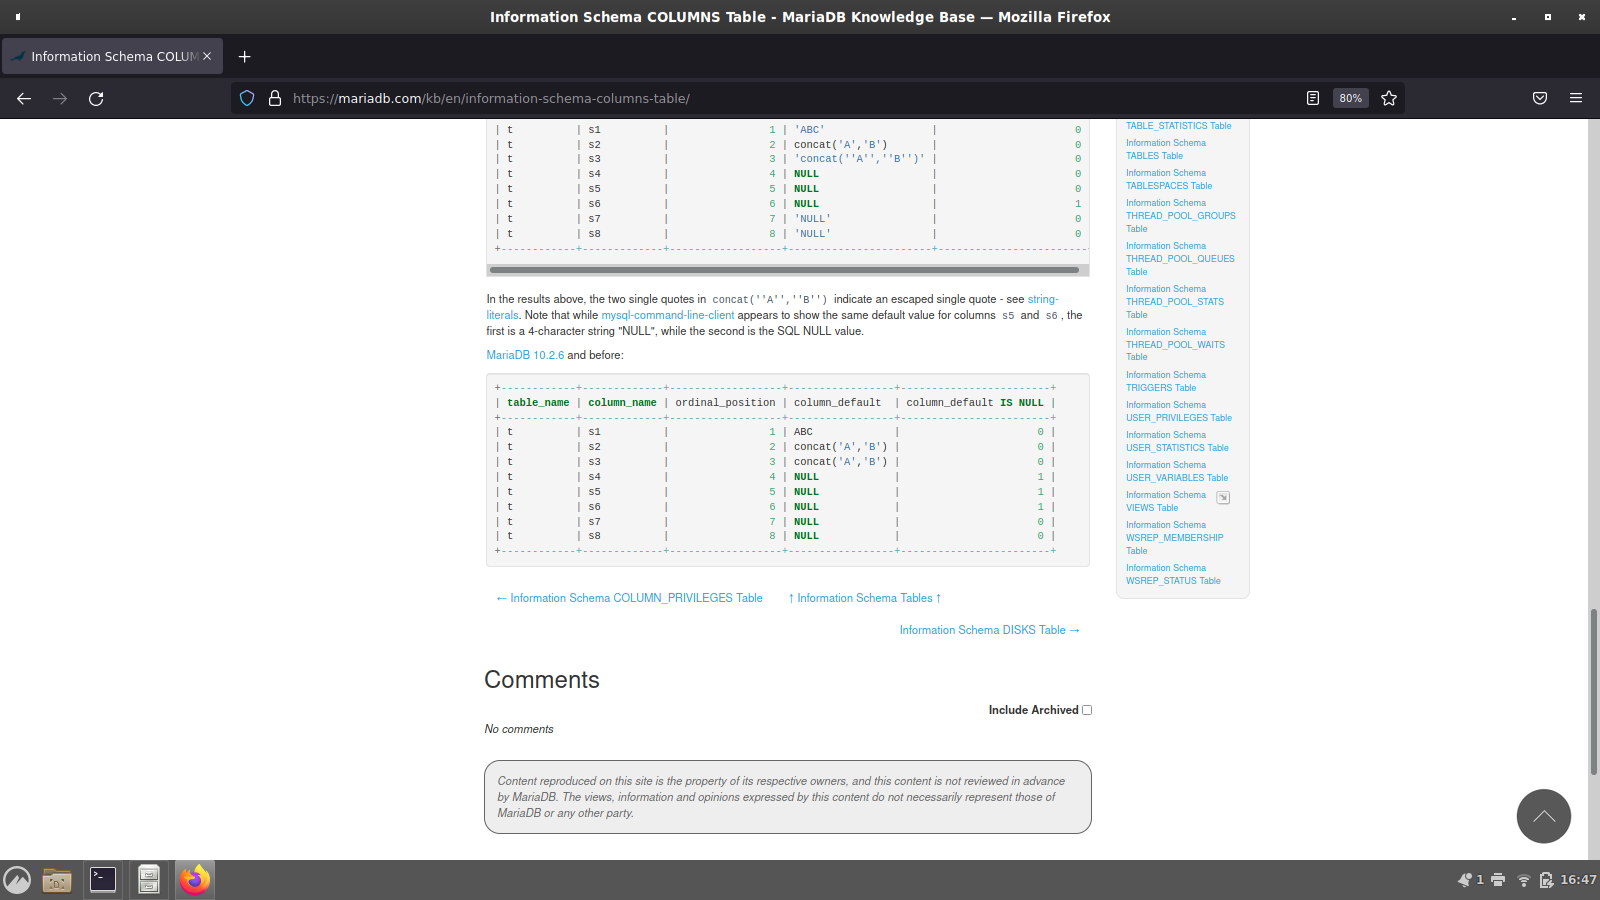 Information Schema COLUMNS Table - MariaDB Knowledge Base — Mozilla Firefox
Information Schema COLUM
https://mariadb.com/kb/en/information-schema-columns-table/
80%
| t          | s1          |                1 | 'ABC'                 |                      0
| t          | s2          |                2 | concat('A','B')       |                      0
| t          | s3          |                3 | 'concat(''A'',''B'')' |                      0
| t          | s4          |                4 | NULL                  |                      0
| t          | s5          |                5 | NULL                  |                      0
| t          | s6          |                6 | NULL                  |                      1
| t          | s7          |                7 | 'NULL'                |                      0
| t          | s8          |                8 | 'NULL'                |                      0
+------------+-------------+------------------+-----------------------+------------------------
In the results above, the two single quotes in concat(''A'',''B'') indicate an escaped single quote - see string-
literals. Note that while mysql-command-line-client appears to show the same default value for columns s5 and s6 , the
first is a 4-character string "NULL", while the second is the SQL NULL value.
MariaDB 10.2.6 and before:
+------------+-------------+------------------+-----------------+------------------------+
| table_name | column_name | ordinal_position | column_default  | column_default IS NULL |
+------------+-------------+------------------+-----------------+------------------------+
| t          | s1          |                1 | ABC             |                      0 |
| t          | s2          |                2 | concat('A','B') |                      0 |
| t          | s3          |                3 | concat('A','B') |                      0 |
| t          | s4          |                4 | NULL            |                      1 |
| t          | s5          |                5 | NULL            |                      1 |
| t          | s6          |                6 | NULL            |                      1 |
| t          | s7          |                7 | NULL            |                      0 |
| t          | s8          |                8 | NULL            |                      0 |
+------------+-------------+------------------+-----------------+------------------------+
← Information Schema COLUMN_PRIVILEGES Table
↑ Information Schema Tables ↑
Information Schema DISKS Table →
Comments
Include Archived
No comments
Content reproduced on this site is the property of its respective owners, and this content is not reviewed in advance
by MariaDB. The views, information and opinions expressed by this content do not necessarily represent those of
MariaDB or any other party.
TABLE_STATISTICS Table
Information Schema
TABLES Table
Information Schema
TABLESPACES Table
Information Schema
THREAD_POOL_GROUPS
Table
Information Schema
THREAD_POOL_QUEUES
Table
Information Schema
THREAD_POOL_STATS
Table
Information Schema
THREAD_POOL_WAITS
Table
Information Schema
TRIGGERS Table
Information Schema
USER_PRIVILEGES Table
Information Schema
USER_STATISTICS Table
Information Schema
USER_VARIABLES Table
Information Schema
VIEWS Table
Information Schema
WSREP_MEMBERSHIP
Table
Information Schema
WSREP_STATUS Table
1
16:47